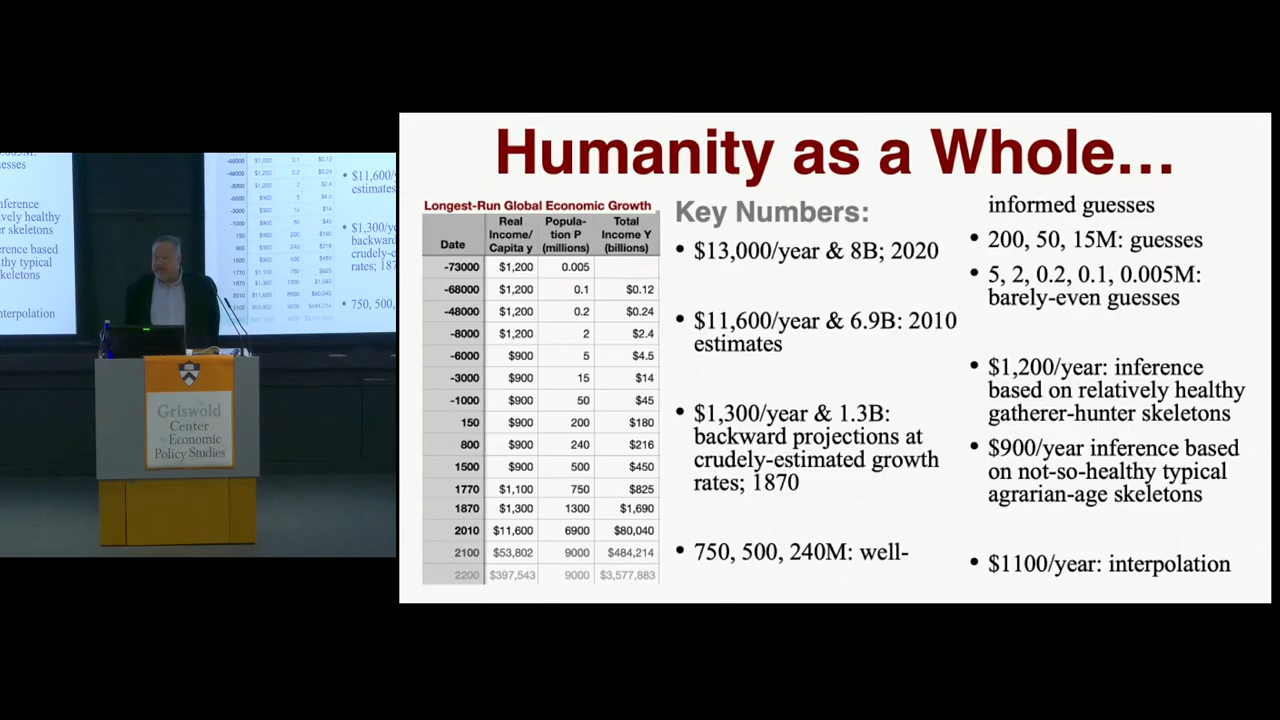 Humanity as a Whole…
Longest-Run Global Economic Growth
Date Real Income/ Capita y Popula- tion P (millions) Total Income Y (billions)
-73000 $1,200 0.005
-68000 $1,200 0.1 $0.12
-48000 $1,200 0.2 $0.24
-8000 $1,200 2 $2.4
-6000 $900 5 $4.5
-3000 $900 15 $14
-1000 $900 50 $45
150 $900 200 $180
800 $900 240 $216
1500 $900 500 $450
1770 $1,100 750 $825
1870 $1,300 1300 $1,690
2010 $11,600 6900 $80,040
2100 $53,802 9000 $484,214
2200 $397,543 9000 $3,577,883
Key Numbers:
• $13,000/year & 8B; 2020
• $11,600/year & 6.9B: 2010
estimates
• $1,300/year & 1.3B:
backward projections at
crudely-estimated growth
rates; 1870
• 750, 500, 240M: well-
informed guesses
• 200, 50, 15M: guesses
• 5, 2, 0.2, 0.1, 0.005M:
barely-even guesses
• $1,200/year: inference
based on relatively healthy
gatherer-hunter skeletons
• $900/year inference based
on not-so-healthy typical
agrarian-age skeletons
• $1100/year: interpolation
The
Griswold
Center
for Economic
Policy Studies